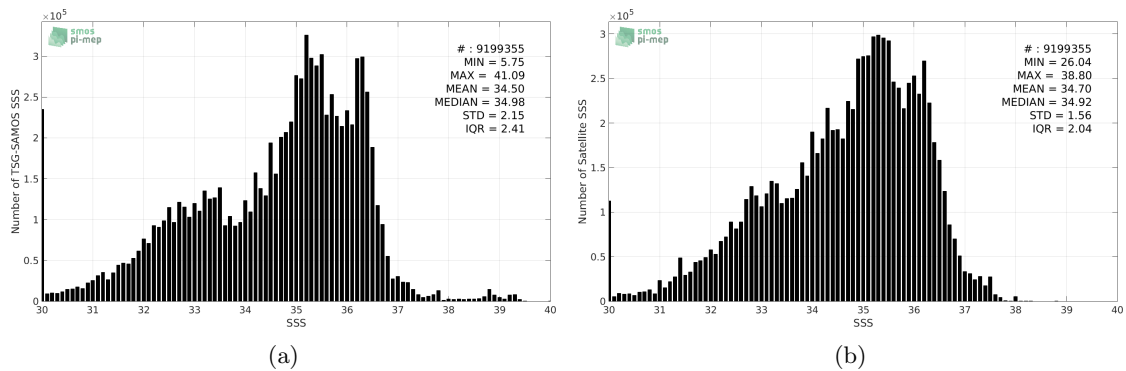 ×10⁵
smos
pi-mep
# : 9199355
MIN = 5.75
MAX = 41.09
MEAN = 34.50
MEDIAN = 34.98
STD = 2.15
IQR = 2.41
Number of TSG-SAMOS SSS
3
2.5
2
1.5
1
0.5
0
30 31 32 33 34 35 36 37 38 39 40
SSS
(a)
×10⁵
smos
pi-mep
# : 9199355
MIN = 26.04
MAX = 38.80
MEAN = 34.70
MEDIAN = 34.92
STD = 1.56
IQR = 2.04
Number of Satellite SSS
3
2.5
2
1.5
1
0.5
0
30 31 32 33 34 35 36 37 38 39 40
SSS
(b)